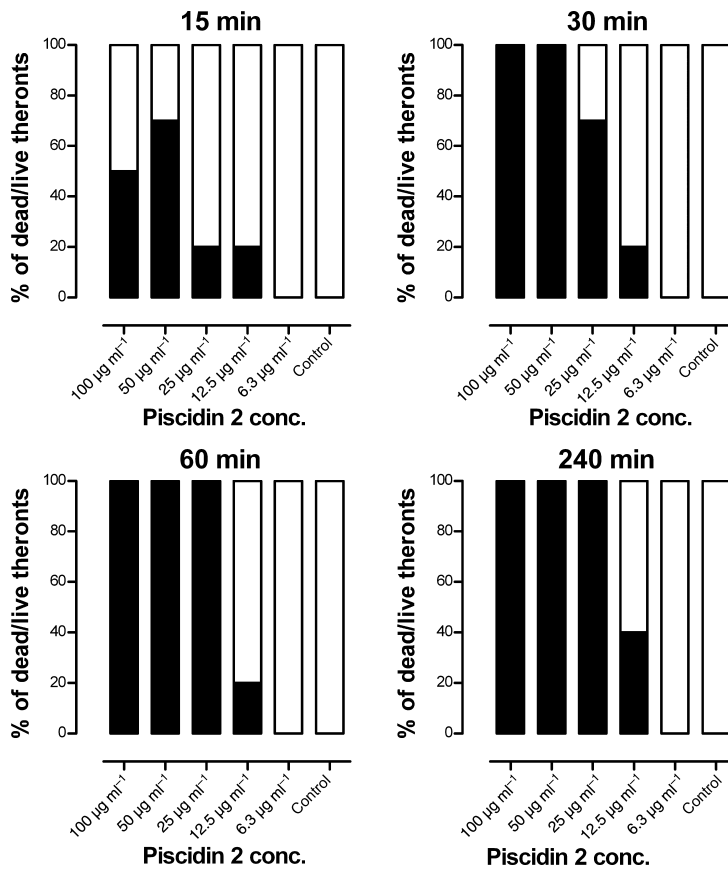 15 min
% of dead/live theronts
100
80
60
40
20
0
100 µg ml⁻¹
50 µg ml⁻¹
25 µg ml⁻¹
12.5 µg ml⁻¹
6.3 µg ml⁻¹
Control
Piscidin 2 conc.
30 min
% of dead/live theronts
100
80
60
40
20
0
100 µg ml⁻¹
50 µg ml⁻¹
25 µg ml⁻¹
12.5 µg ml⁻¹
6.3 µg ml⁻¹
Control
Piscidin 2 conc.
60 min
% of dead/live theronts
100
80
60
40
20
0
100 µg ml⁻¹
50 µg ml⁻¹
25 µg ml⁻¹
12.5 µg ml⁻¹
6.3 µg ml⁻¹
Control
Piscidin 2 conc.
240 min
% of dead/live theronts
100
80
60
40
20
0
100 µg ml⁻¹
50 µg ml⁻¹
25 µg ml⁻¹
12.5 µg ml⁻¹
6.3 µg ml⁻¹
Control
Piscidin 2 conc.